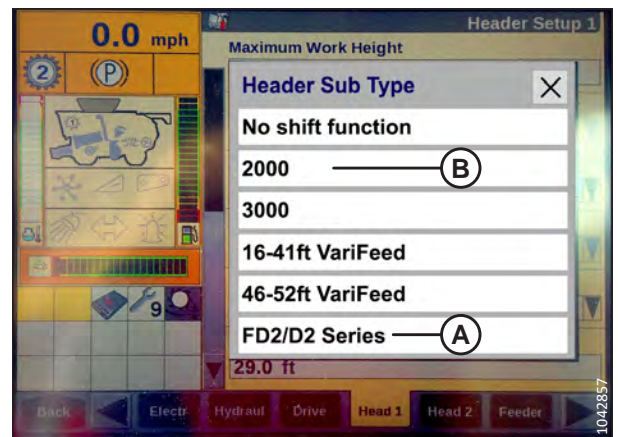 0.0 mph
Header Setup 1
2
(P)
Maximum Work Height
Header Sub Type
No shift function
2000
B
3000
16-41ft VariFeed
46-52ft VariFeed
FD2/D2 Series
A
9
29.0 ft
Back
Electr
Hydraul
Drive
Head 1
Head 2
Feeder
1042857